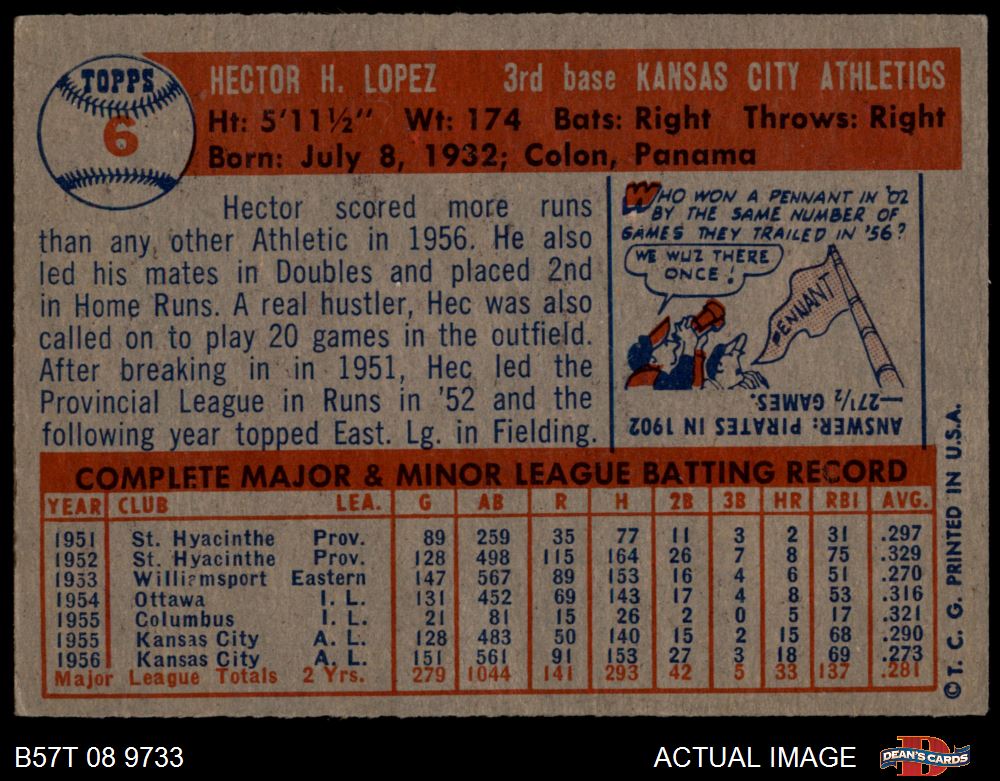 TOPPS
6
HECTOR H. LOPEZ 3rd base KANSAS CITY ATHLETICS
Ht: 5'11½" Wt: 174 Bats: Right Throws: Right
Born: July 8, 1932; Colon, Panama
Hector scored more runs
than any other Athletic in 1956. He also
led his mates in Doubles and placed 2nd
in Home Runs. A real hustler, Hec was also
called on to play 20 games in the outfield.
After breaking in in 1951, Hec led the
Provincial League in Runs in '52 and the
following year topped East. Lg. in Fielding.
WHO WON A PENNANT IN '02
BY THE SAME NUMBER OF
GAMES THEY TRAILED IN '56?
WE WUZ THERE
ONCE!
PENNANT
ANSWER: PIRATES IN 1902
—27½ GAMES.
COMPLETE MAJOR & MINOR LEAGUE BATTING RECORD
YEAR CLUB LEA. G AB R H 2B 3B HR RBI AVG.
1951 St. Hyacinthe Prov. 89 259 35 77 11 3 2 31 .297
1952 St. Hyacinthe Prov. 128 498 115 164 26 7 8 75 .329
1953 Williamsport Eastern 147 567 89 153 16 4 6 51 .270
1954 Ottawa I. L. 131 452 69 143 17 4 8 53 .316
1955 Columbus I. L. 21 81 15 26 2 0 5 17 .321
1955 Kansas City A. L. 128 483 50 140 15 2 15 68 .290
1956 Kansas City A. L. 151 561 91 153 27 3 18 69 .273
Major League Totals 2 Yrs. 279 1044 141 293 42 5 33 137 .281
© T. C. G. PRINTED IN U.S.A.
B57T 08 9733
ACTUAL IMAGE
DEAN'S CARDS